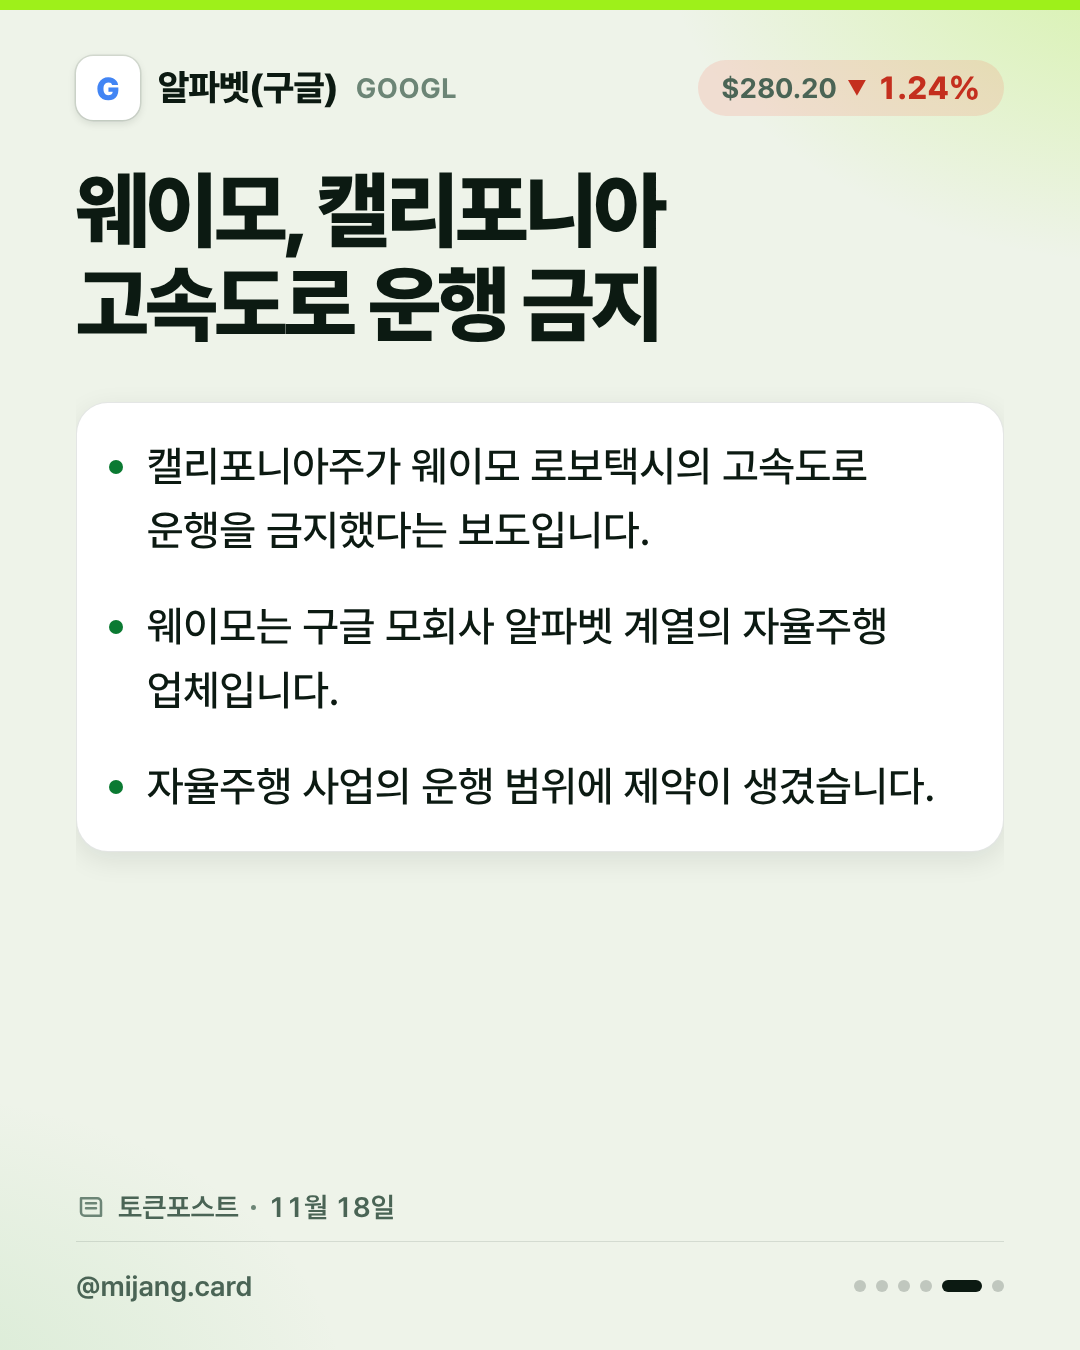 G 알파벳(구글) GOOGL $280.20 ▼ 1.24%
웨이모, 캘리포니아
고속도로 운행 금지
• 캘리포니아주가 웨이모 로보택시의 고속도로
운행을 금지했다는 보도입니다.
• 웨이모는 구글 모회사 알파벳 계열의 자율주행
업체입니다.
• 자율주행 사업의 운행 범위에 제약이 생겼습니다.
토큰포스트 · 11월 18일
@mijang.card